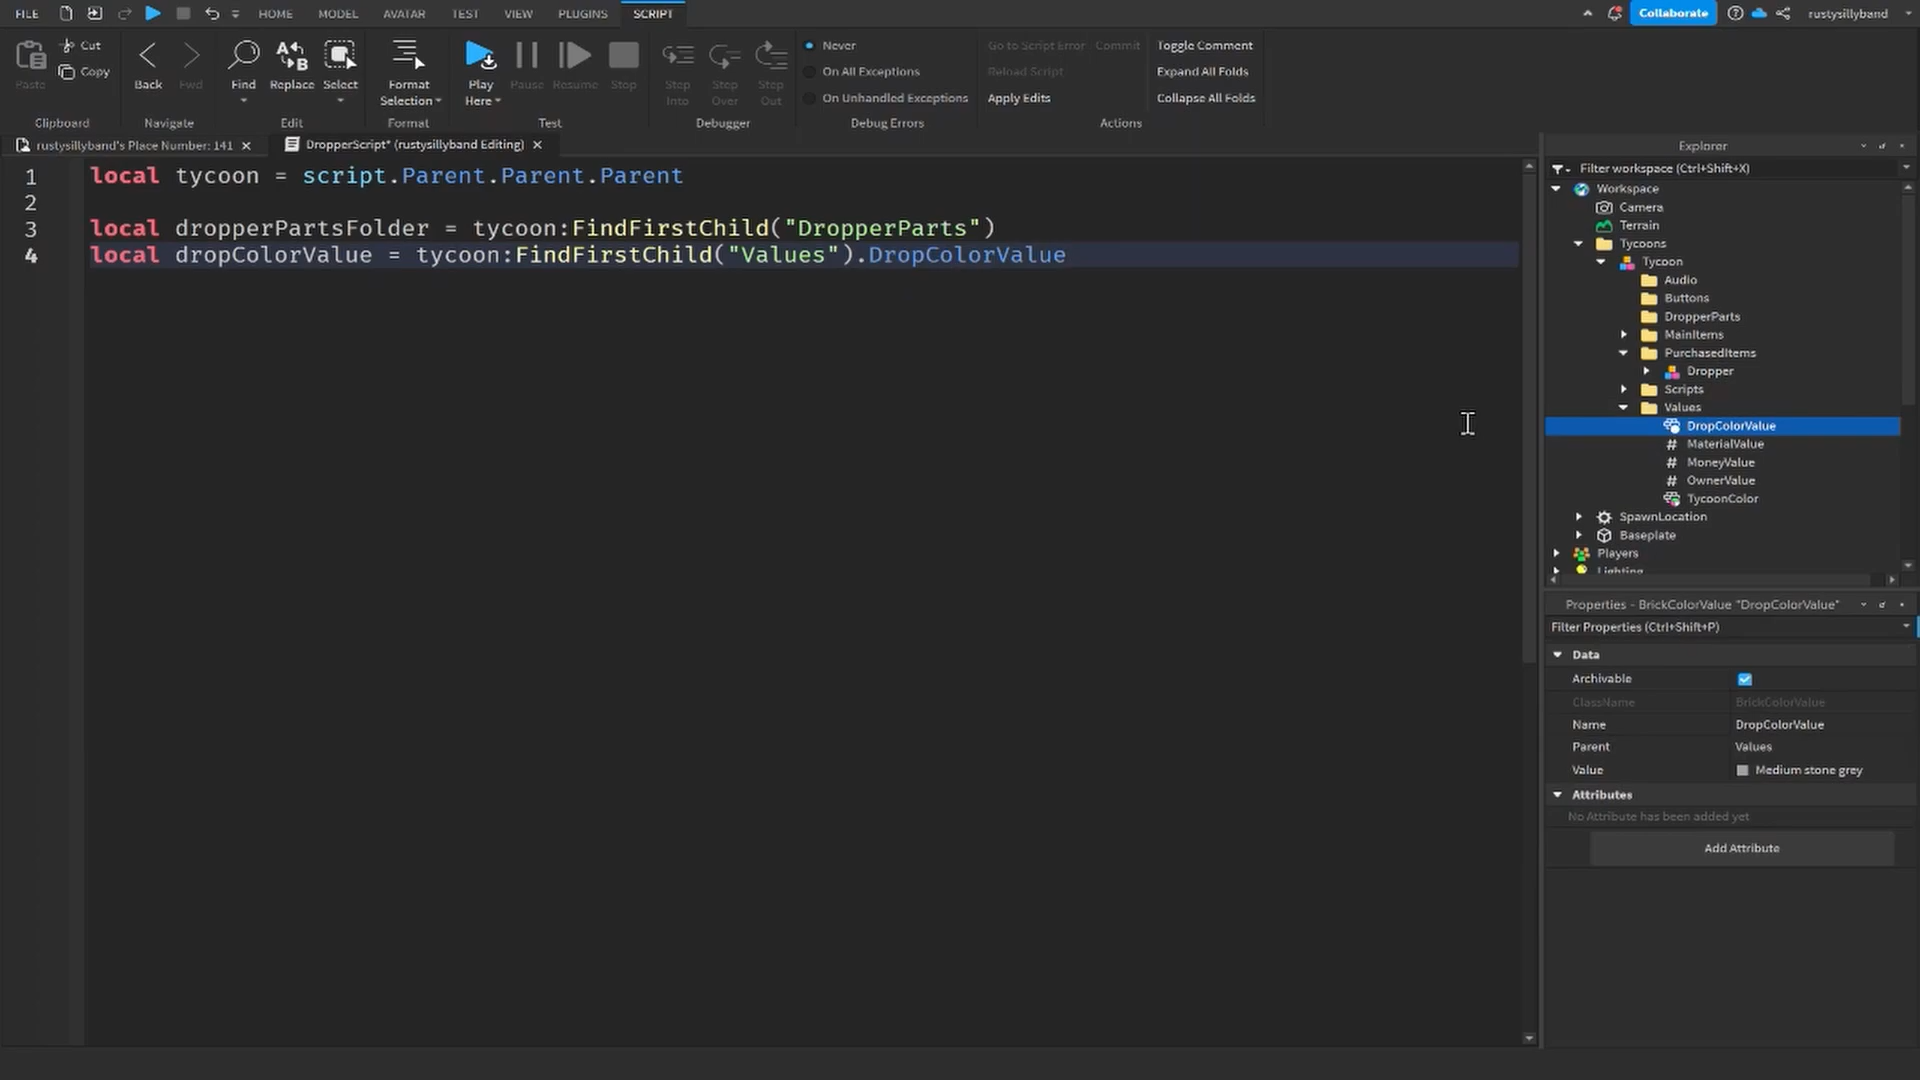 FILE HOME MODEL AVATAR TEST VIEW PLUGINS SCRIPT Collaborate rustysillyband
Paste Cut Copy
Clipboard
Back Fwd
Navigate
Find Replace Select
Edit
Format Selection
Format
Play Here Pause Resume Stop
Test
Step Into Step Over Step Out
Debugger
Never
On All Exceptions
On Unhandled Exceptions
Debug Errors
Go to Script Error Commit
Reload Script
Apply Edits
Toggle Comment
Expand All Folds
Collapse All Folds
Actions
rustysillyband's Place Number: 141
DropperScript* (rustysillyband Editing)
1 local tycoon = script.Parent.Parent.Parent
2
3 local dropperPartsFolder = tycoon:FindFirstChild("DropperParts")
4 local dropColorValue = tycoon:FindFirstChild("Values").DropColorValue
Explorer
Filter workspace (Ctrl+Shift+X)
Workspace
Camera
Terrain
Tycoons
Tycoon
Audio
Buttons
DropperParts
MainItems
PurchasedItems
Dropper
Scripts
Values
DropColorValue
# MaterialValue
# MoneyValue
# OwnerValue
TycoonColor
SpawnLocation
Baseplate
Players
Lighting
Properties - BrickColorValue "DropColorValue"
Filter Properties (Ctrl+Shift+P)
Data
Archivable
ClassName BrickColorValue
Name DropColorValue
Parent Values
Value Medium stone grey
Attributes
No Attribute has been added yet
Add Attribute